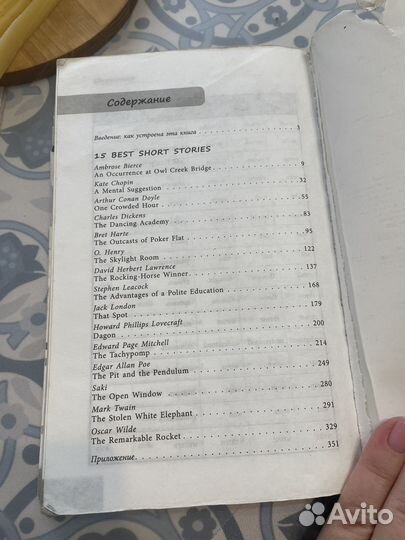 Содержание
Введение: как устроена эта книга 3
15 BEST SHORT STORIES
Ambrose Bierce
An Occurrence at Owl Creek Bridge 9
Kate Chopin
A Mental Suggestion 32
Arthur Conan Doyle
One Crowded Hour 55
Charles Dickens
The Dancing Academy 83
Bret Harte
The Outcasts of Poker Flat 95
O. Henry
The Skylight Room 122
David Herbert Lawrence
The Rocking-Horse Winner 137
Stephen Leacock
The Advantages of a Polite Education 168
Jack London
That Spot 179
Howard Phillips Lovecraft
Dagon 200
Edward Page Mitchell
The Tachypomp 214
Edgar Allan Poe
The Pit and the Pendulum 249
Saki
The Open Window 280
Mark Twain
The Stolen White Elephant 291
Oscar Wilde
The Remarkable Rocket 329
Приложение 351
Avito